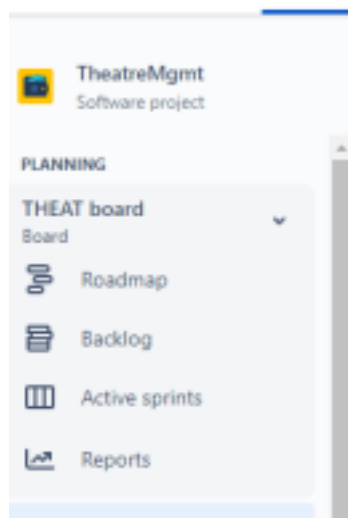 TheatreMgmt
Software project
PLANNING
THEAT board
Board
Roadmap
Backlog
Active sprints
Reports